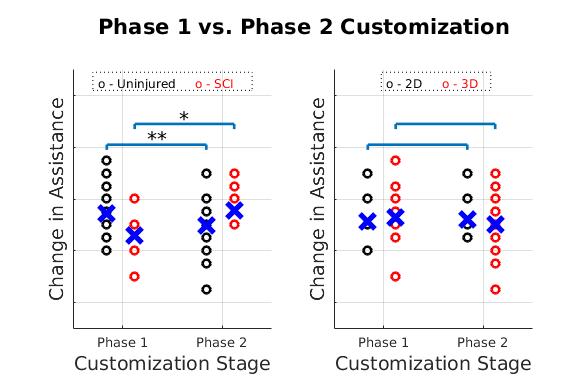 Phase 1 vs. Phase 2 Customization
o - Uninjured o - SCI
*
**
Change in Assistance
Phase 1 Phase 2
Customization Stage
o - 2D o - 3D
Change in Assistance
Phase 1 Phase 2
Customization Stage